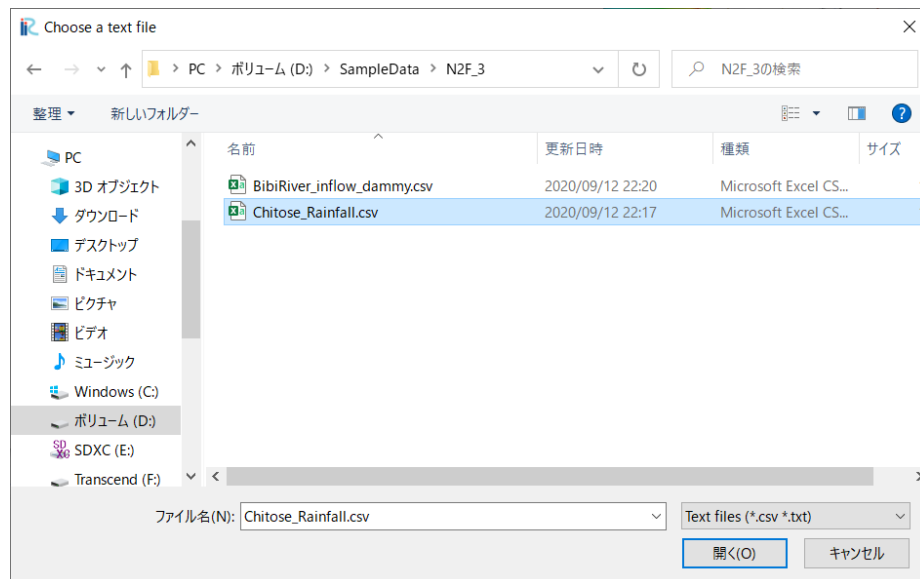 Choose a text file
PC > ボリューム (D:) > SampleData > N2F_3
N2F_3の検索
整理 新しいフォルダー
名前 更新日時 種類 サイズ
BibiRiver_inflow_dammy.csv 2020/09/12 22:20 Microsoft Excel CS...
Chitose_Rainfall.csv 2020/09/12 22:17 Microsoft Excel CS...
PC
3D オブジェクト
ダウンロード
デスクトップ
ドキュメント
ピクチャ
ビデオ
ミュージック
Windows (C:)
ボリューム (D:)
SDXC (E:)
Transcend (F:)
ファイル名(N): Chitose_Rainfall.csv Text files (*.csv *.txt)
開く(O) キャンセル